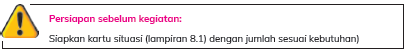 Persiapan sebelum kegiatan:
Siapkan kartu situasi (lampiran 8.1) dengan jumlah sesuai kebutuhan)